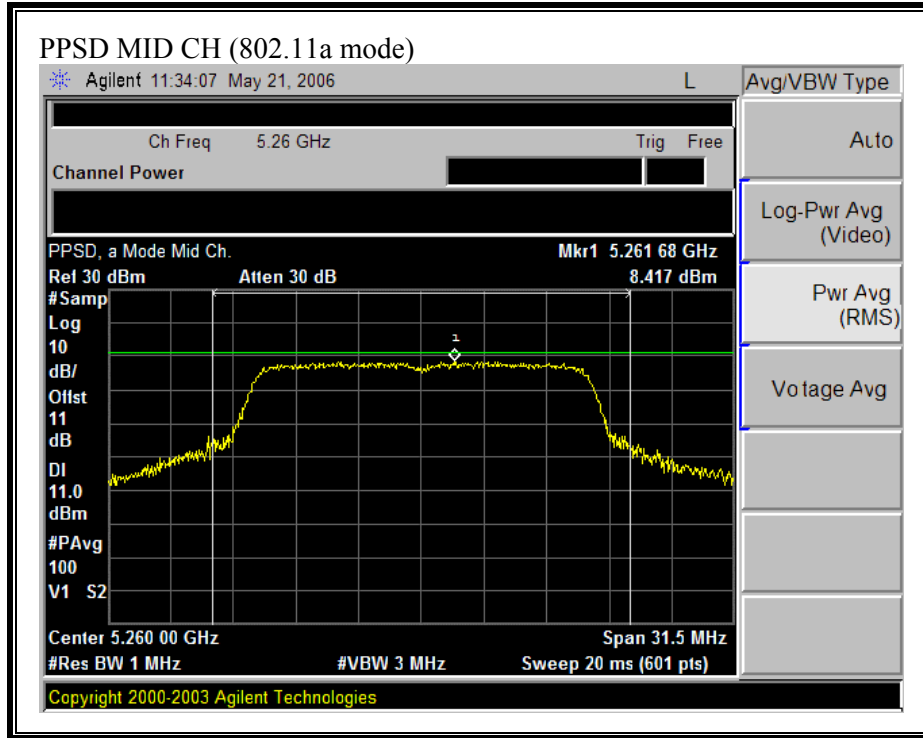 PPSD MID CH (802.11a mode)
Agilent 11:34:07 May 21, 2006 L
Avg/VBW Type
Ch Freq 5.26 GHz Trig Free
Channel Power
Auto
Log-Pwr Avg
(Video)
Pwr Avg
(RMS)
Voltage Avg
PPSD, a Mode Mid Ch. Mkr1 5.261 68 GHz
Ref 30 dBm Atten 30 dB 8.417 dBm
#Samp
Log
10
dB/
Offst
11
dB
DI
11.0
dBm
#PAvg
100
V1 S2
1
Center 5.260 00 GHz Span 31.5 MHz
#Res BW 1 MHz #VBW 3 MHz Sweep 20 ms (601 pts)
Copyright 2000-2003 Agilent Technologies